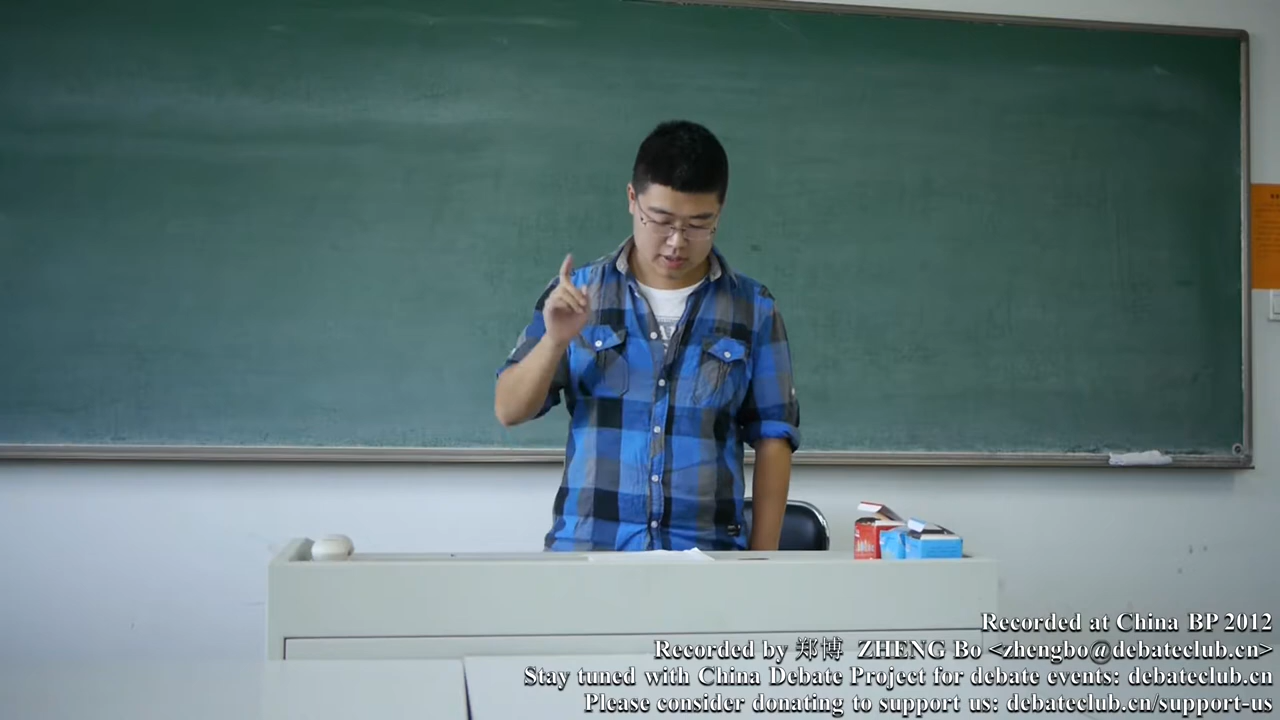 Recorded at China BP 2012
Recorded by 郑博 ZHENG Bo <zhengbo@debateclub.cn>
Stay tuned with China Debate Project for debate events: debateclub.cn
Please consider donating to support us: debateclub.cn/support-us